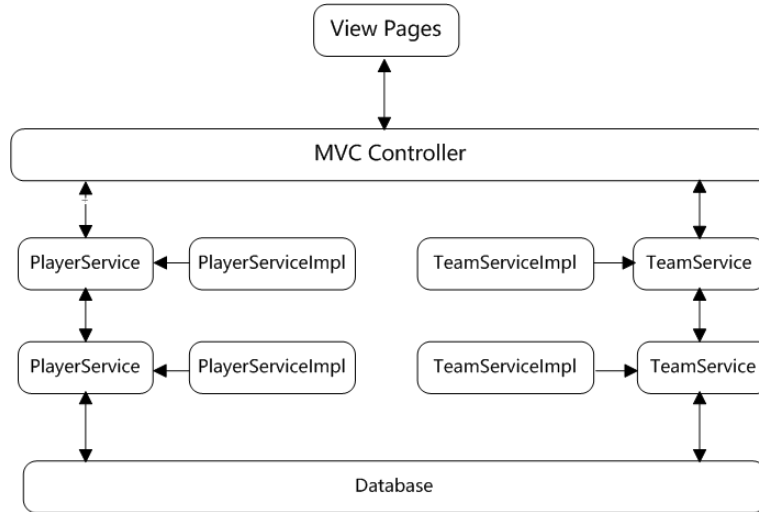 View Pages
MVC Controller
PlayerService
PlayerServiceImpl
TeamServiceImpl
TeamService
PlayerService
PlayerServiceImpl
TeamServiceImpl
TeamService
Database